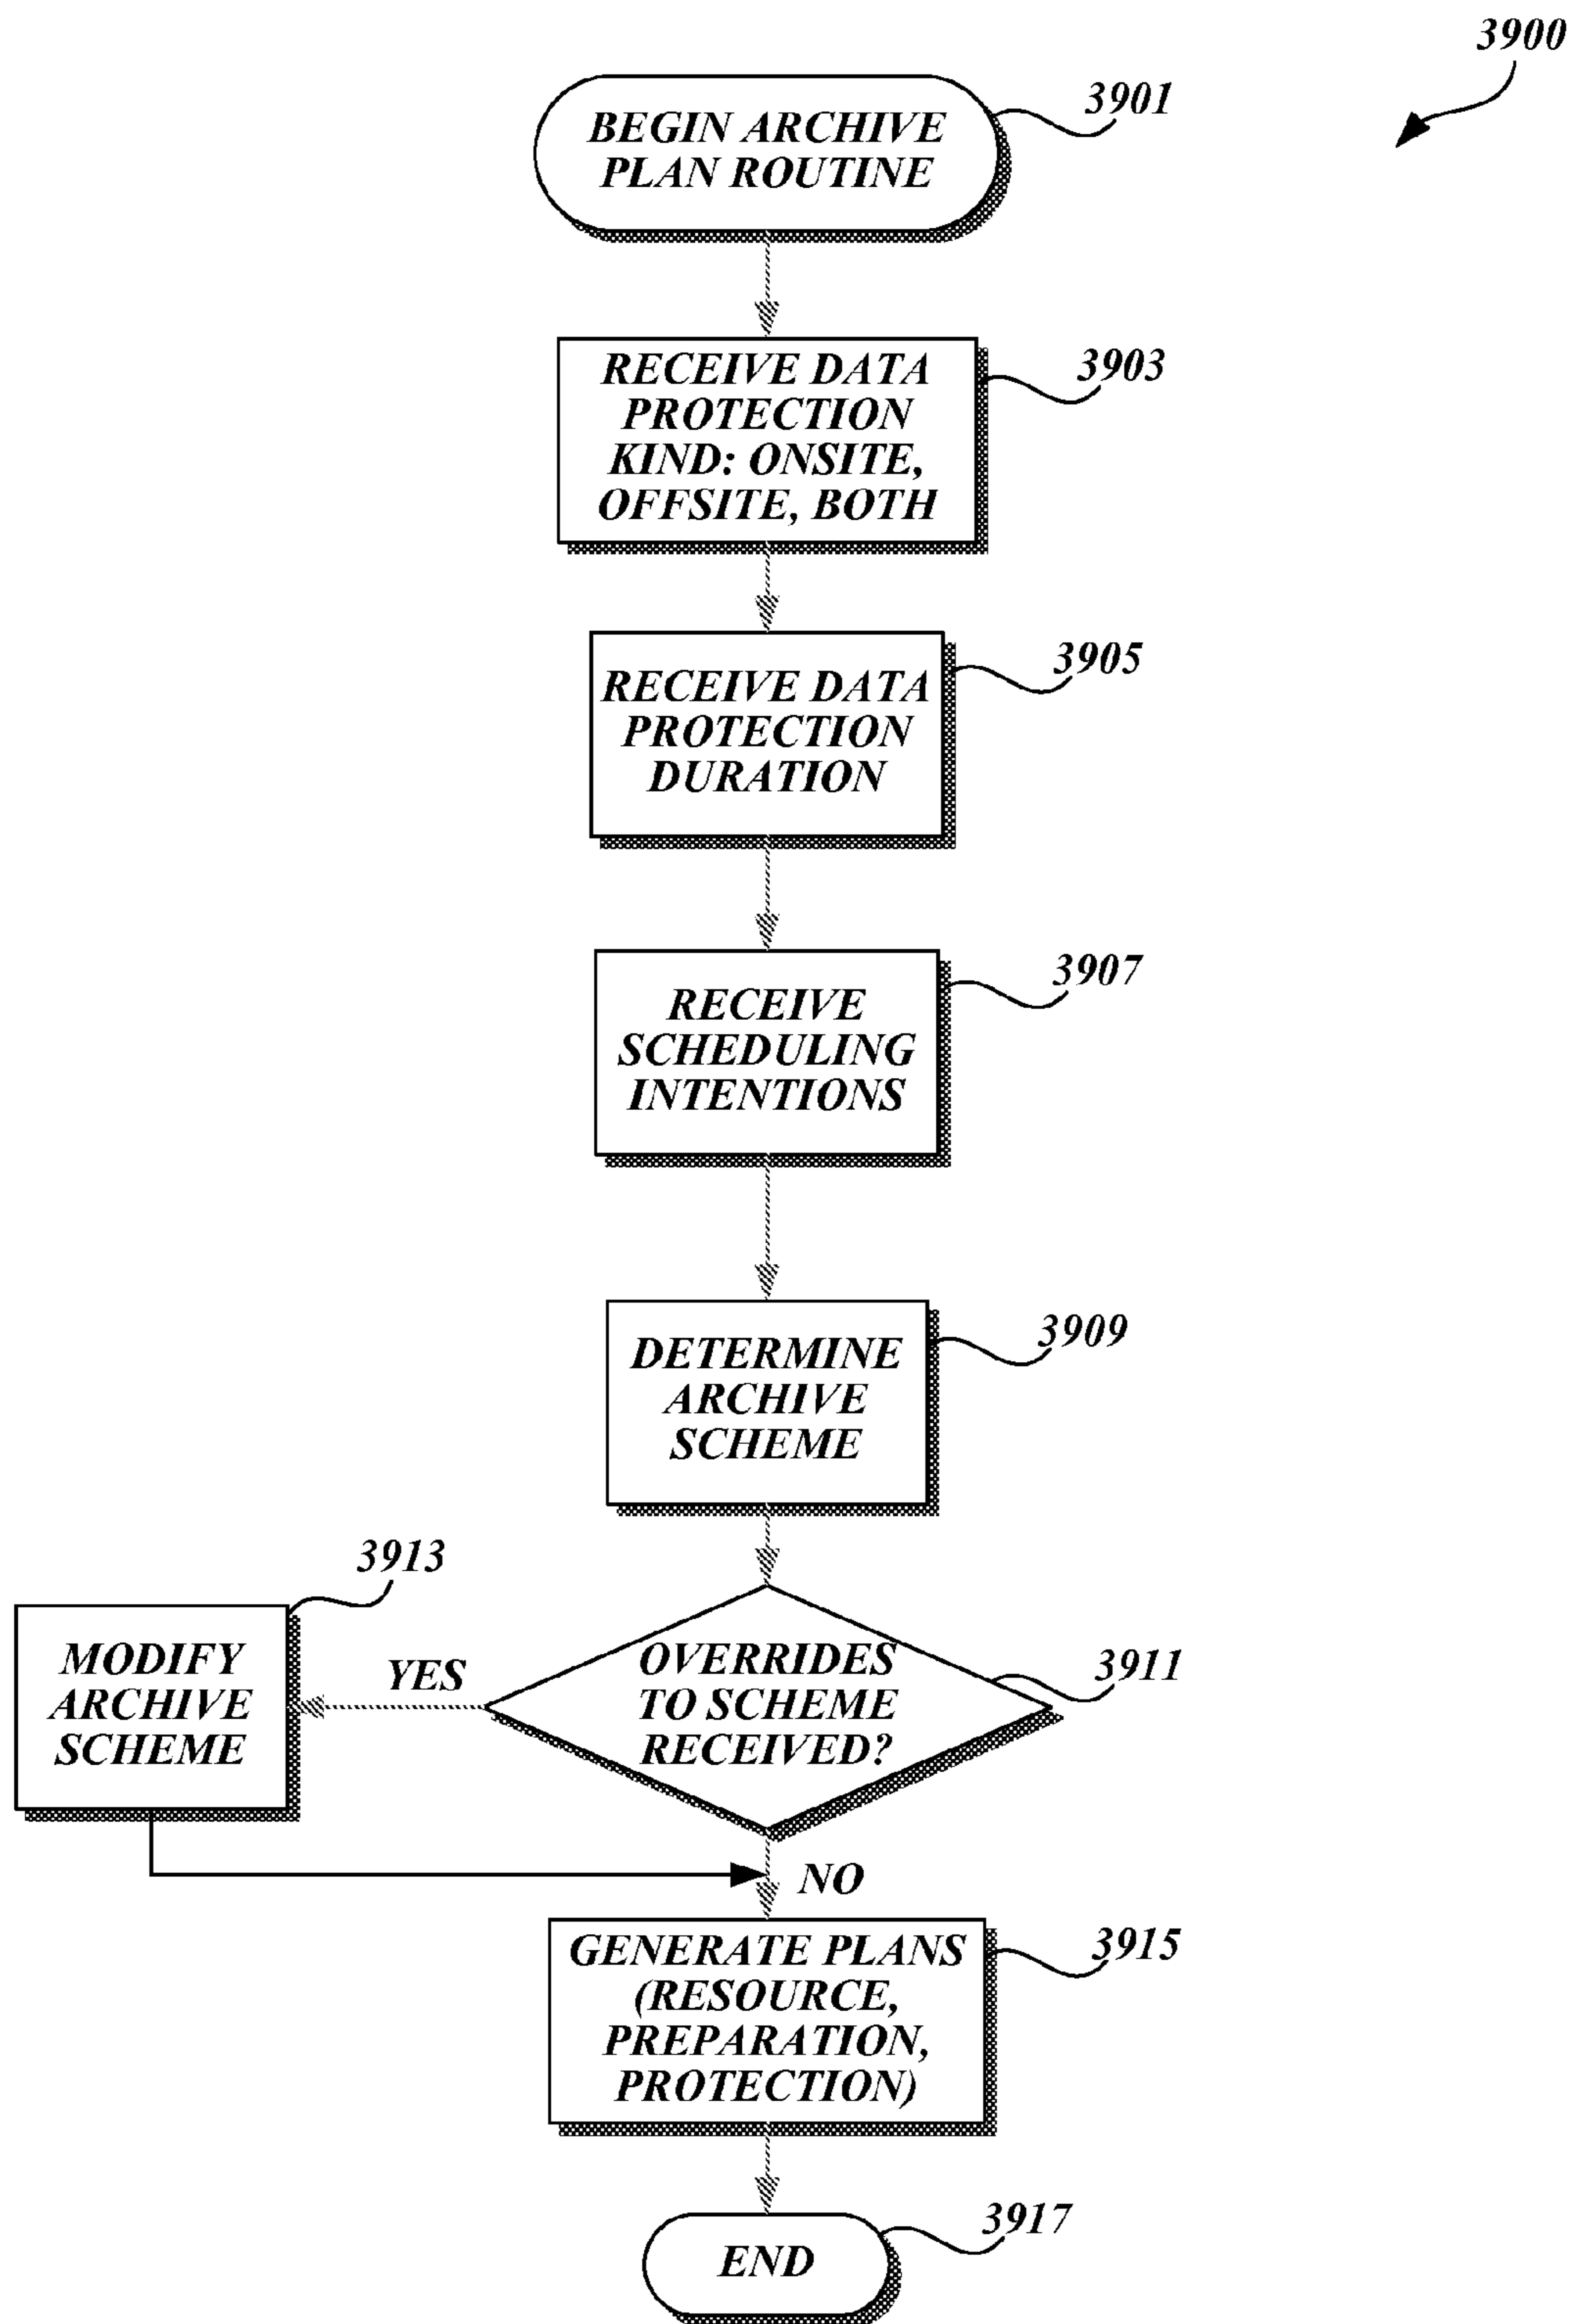 3900
BEGIN ARCHIVE
PLAN ROUTINE
3901
RECEIVE DATA
PROTECTION
KIND: ONSITE,
OFFSITE, BOTH
3903
RECEIVE DATA
PROTECTION
DURATION
3905
RECEIVE
SCHEDULING
INTENTIONS
3907
DETERMINE
ARCHIVE
SCHEME
3909
OVERRIDES
TO SCHEME
RECEIVED?
3911
YES
3913
MODIFY
ARCHIVE
SCHEME
NO
GENERATE PLANS
(RESOURCE,
PREPARATION,
PROTECTION)
3915
END
3917